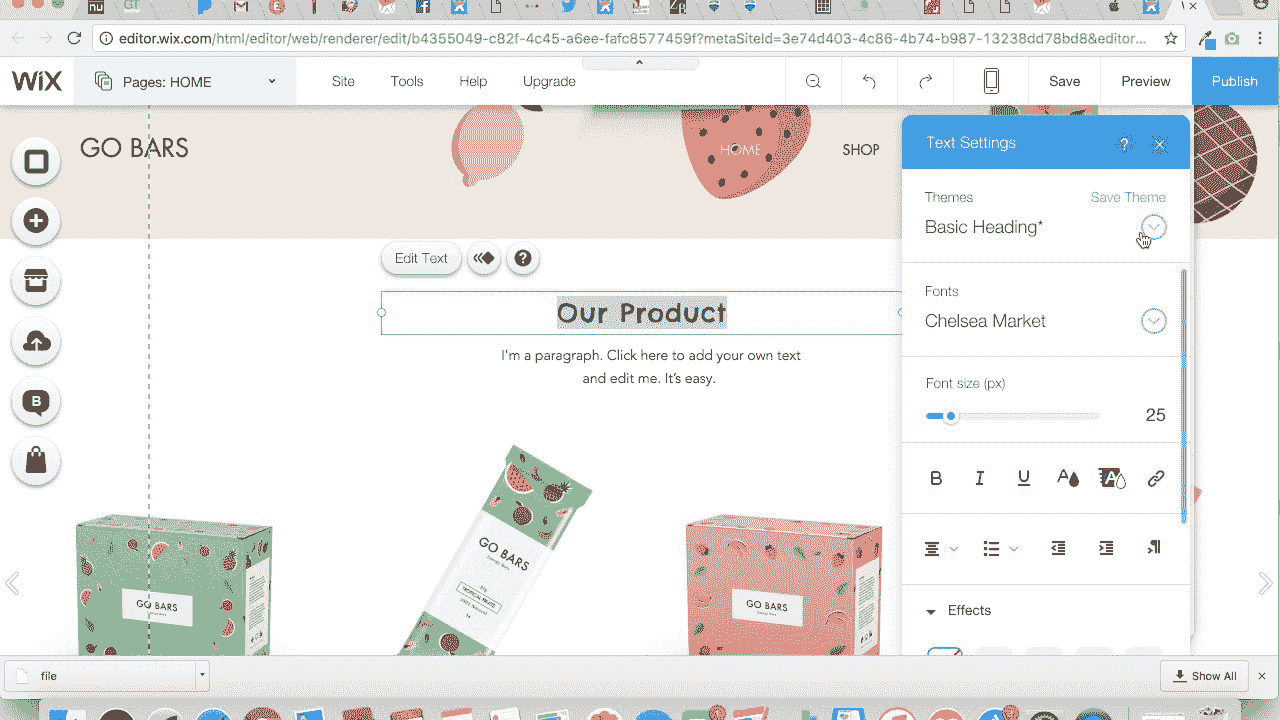 editor.wix.com/html/editor/web/renderer/edit/b4355049-c82f-4c45-a6ee-fafc8577459f?metaSiteId=3e74d403-4c86-4b74-b987-13238dd78bd8&editor...
WIX
Pages: HOME
Site
Tools
Help
Upgrade
Save
Preview
Publish
GO BARS
HOME
SHOP
Text Settings
?
Themes
Save Theme
Basic Heading*
Edit Text
Fonts
Chelsea Market
Our Product
I'm a paragraph. Click here to add your own text
and edit me. It's easy.
Font size (px)
25
B
I
U
Effects
GO BARS
GO BARS
GO BARS
file
Show All